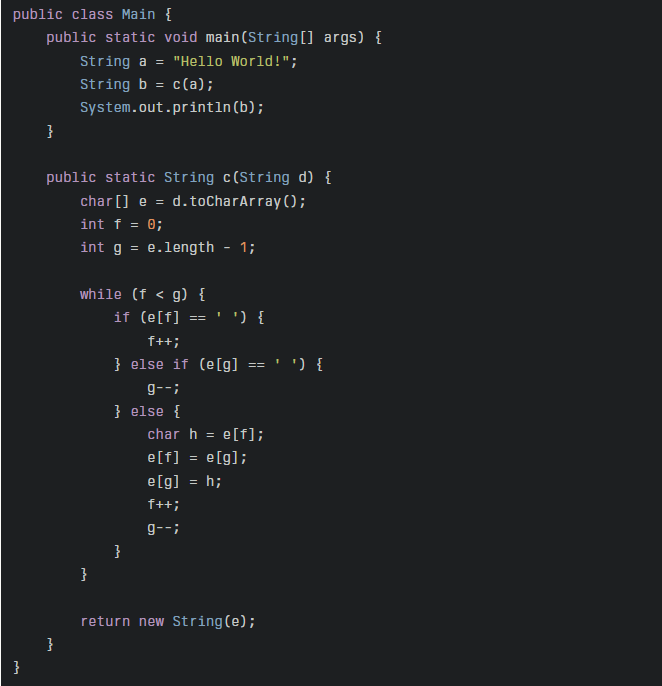 public class Main {
    public static void main(String[] args) {
        String a = "Hello World!";
        String b = c(a);
        System.out.println(b);
    }

    public static String c(String d) {
        char[] e = d.toCharArray();
        int f = 0;
        int g = e.length - 1;

        while (f < g) {
            if (e[f] == ' ') {
                f++;
            } else if (e[g] == ' ') {
                g--;
            } else {
                char h = e[f];
                e[f] = e[g];
                e[g] = h;
                f++;
                g--;
            }
        }

        return new String(e);
    }
}